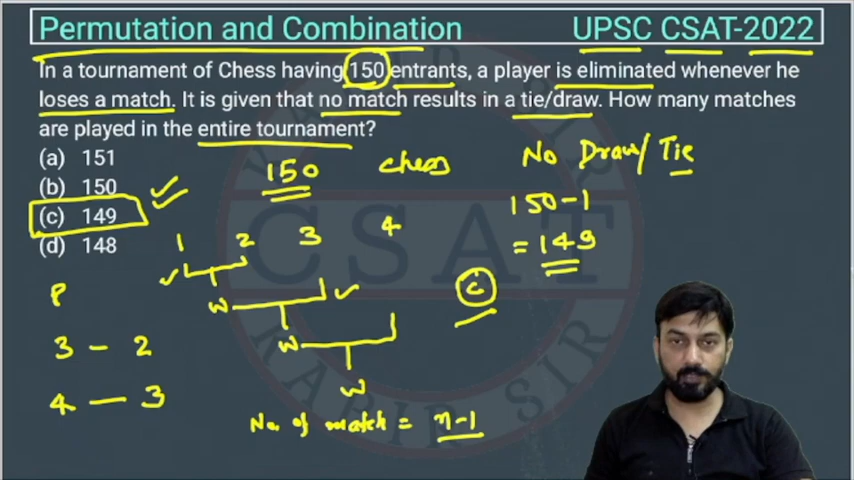 Permutation and Combination UPSC CSAT-2022
In a tournament of Chess having 150 entrants, a player is eliminated whenever he
loses a match. It is given that no match results in a tie/draw. How many matches
are played in the entire tournament?
(a) 151
(b) 150
(c) 149
(d) 148
150 chess No Draw/ Tie
150-1
= 149
1 2 3 4
W
W
W
C
P
3 - 2
4 - 3
No. of match = n-1
CSAT
KABIR SIR